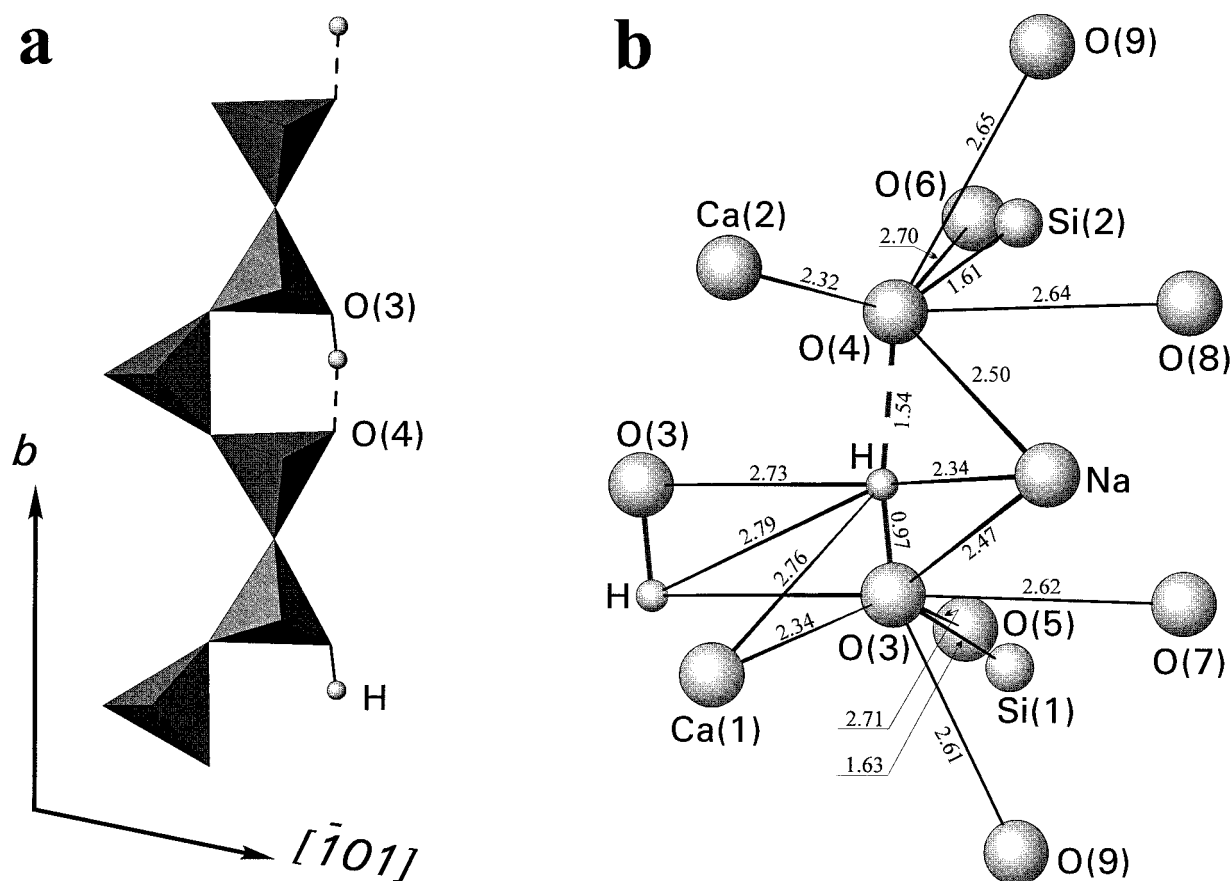 a
O(3)
O(4)
H
b
[1̄01]
b
O(9)
2.65
O(6)
Si(2)
Ca(2)
2.70
1.61
2.32
2.64
O(4)
O(8)
2.50
1.54
O(3)
H
2.73
2.34
Na
2.79
0.97
2.47
2.76
H
2.62
2.34
O(5)
O(3)
O(7)
Ca(1)
Si(1)
2.71
2.61
1.63
O(9)